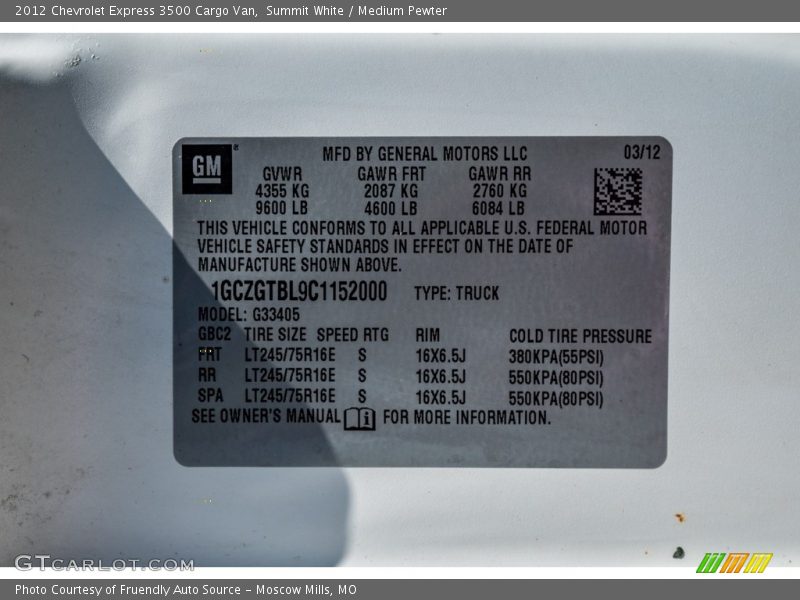 2012 Chevrolet Express 3500 Cargo Van,  Summit White / Medium Pewter
GM
MFD BY GENERAL MOTORS LLC 03/12
GVWR GAWR FRT GAWR RR
4355 KG 2087 KG 2760 KG
9600 LB 4600 LB 6084 LB
THIS VEHICLE CONFORMS TO ALL APPLICABLE U.S. FEDERAL MOTOR
VEHICLE SAFETY STANDARDS IN EFFECT ON THE DATE OF
MANUFACTURE SHOWN ABOVE.
1GCZGTBL9C1152000 TYPE: TRUCK
MODEL: G33405
GBC2 TIRE SIZE SPEED RTG RIM COLD TIRE PRESSURE
FRT LT245/75R16E S 16X6.5J 380KPA(55PSI)
RR LT245/75R16E S 16X6.5J 550KPA(80PSI)
SPA LT245/75R16E S 16X6.5J 550KPA(80PSI)
SEE OWNER'S MANUAL i FOR MORE INFORMATION.
GTCARLOT.COM
Photo Courtesy of Fruendly Auto Source - Moscow Mills, MO